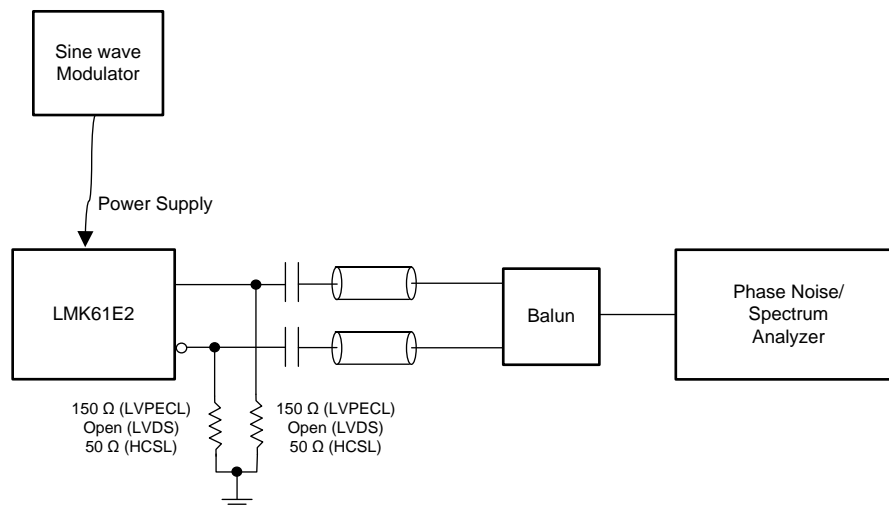 Sine wave
Modulator
Power Supply
LMK61E2
Balun
Phase Noise/
Spectrum
Analyzer
150 Ω (LVPECL)
Open (LVDS)
50 Ω (HCSL)
150 Ω (LVPECL)
Open (LVDS)
50 Ω (HCSL)